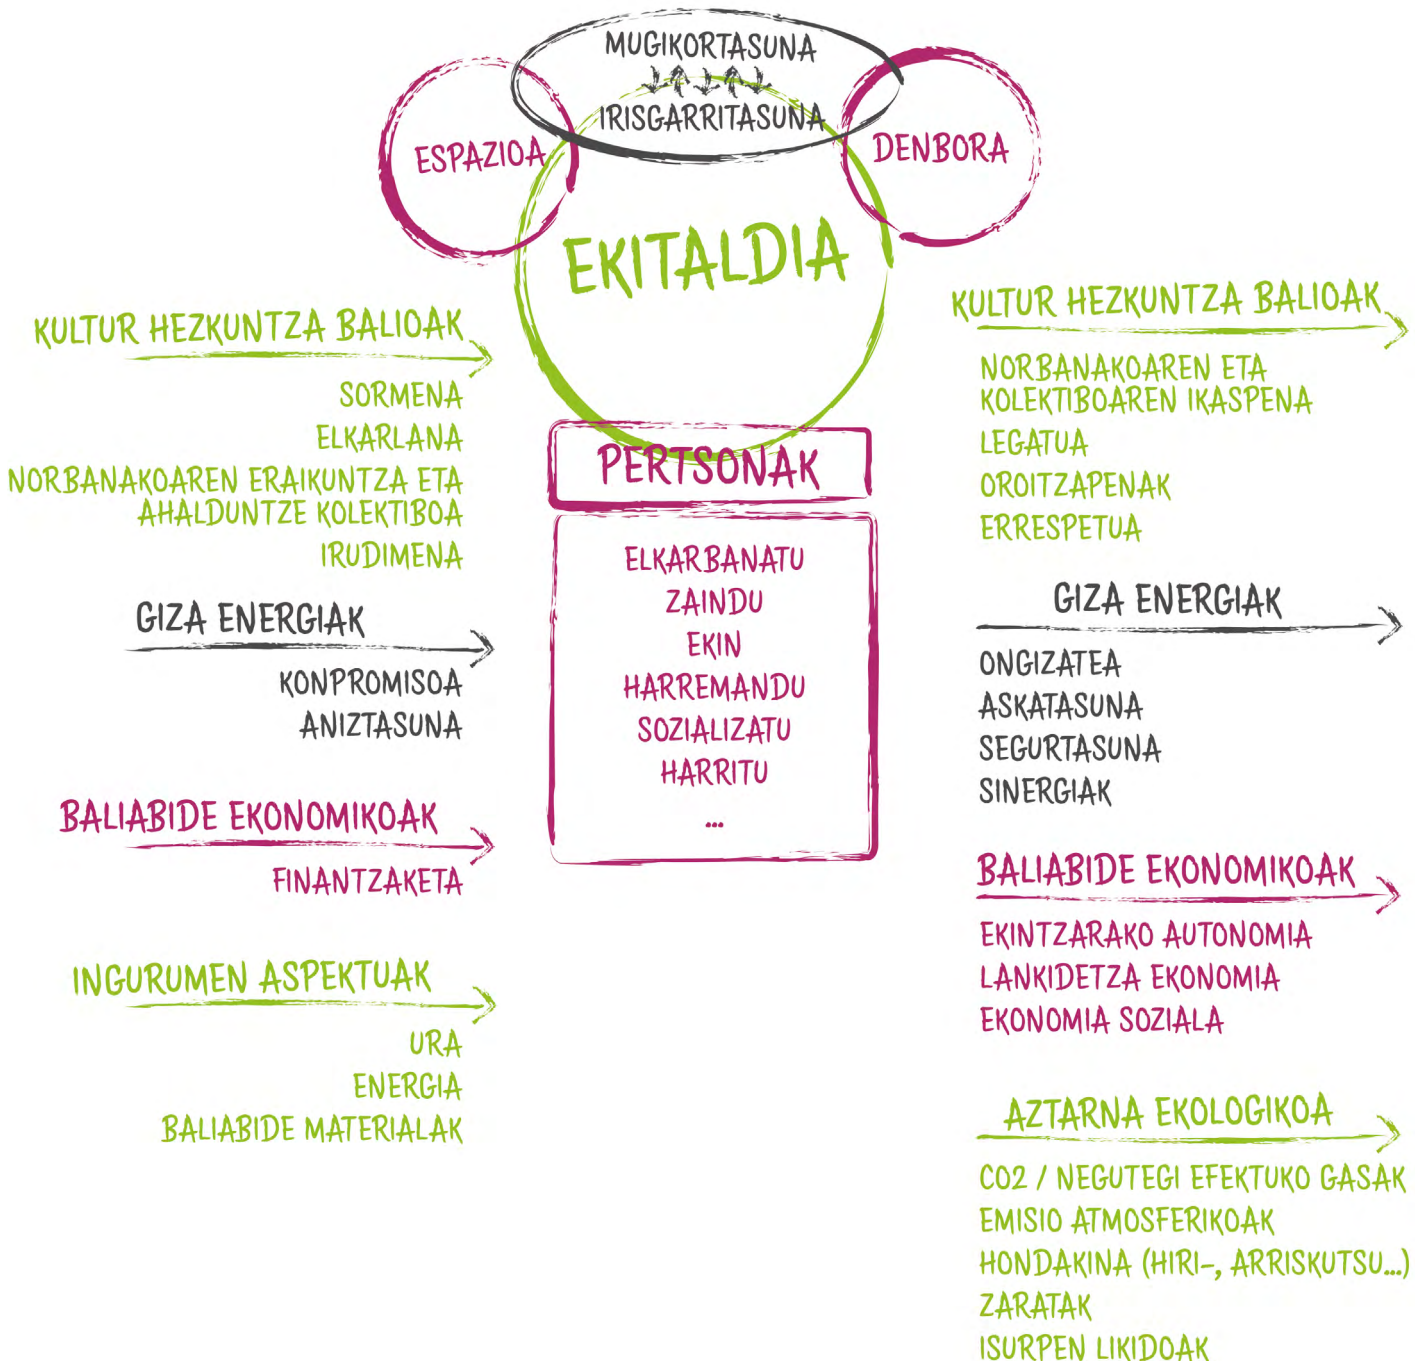 MUGIKORTASUNA
IRISGARRITASUNA
ESPAZIOA
DENBORA
EKITALDIA
KULTUR HEZKUNTZA BALIOAK
SORMENA
ELKARLANA
NORBANAKOAREN ERAIKUNTZA ETA
AHALDUNTZE KOLEKTIBOA
IRUDIMENA
GIZA ENERGIAK
KONPROMISOA
ANIZTASUNA
BALIABIDE EKONOMIKOAK
FINANTZAKETA
INGURUMEN ASPEKTUAK
URA
ENERGIA
BALIABIDE MATERIALAK
PERTSONAK
ELKARBANATU
ZAINDU
EKIN
HARREMANDU
SOZIALIZATU
HARRITU
...
KULTUR HEZKUNTZA BALIOAK
NORBANAKOAREN ETA
KOLEKTIBOAREN IKASPENA
LEGATUA
OROITZAPENAK
ERRESPETUA
GIZA ENERGIAK
ONGIZATEA
ASKATASUNA
SEGURTASUNA
SINERGIAK
BALIABIDE EKONOMIKOAK
EKINTZARAKO AUTONOMIA
LANKIDETZA EKONOMIA
EKONOMIA SOZIALA
AZTARNA EKOLOGIKOA
CO2 / NEGUTEGI EFEKTUKO GASAK
EMISIO ATMOSFERIKOAK
HONDAKINA (HIRI-, ARRISKUTSU...)
ZARATAK
ISURPEN LIKIDOAK